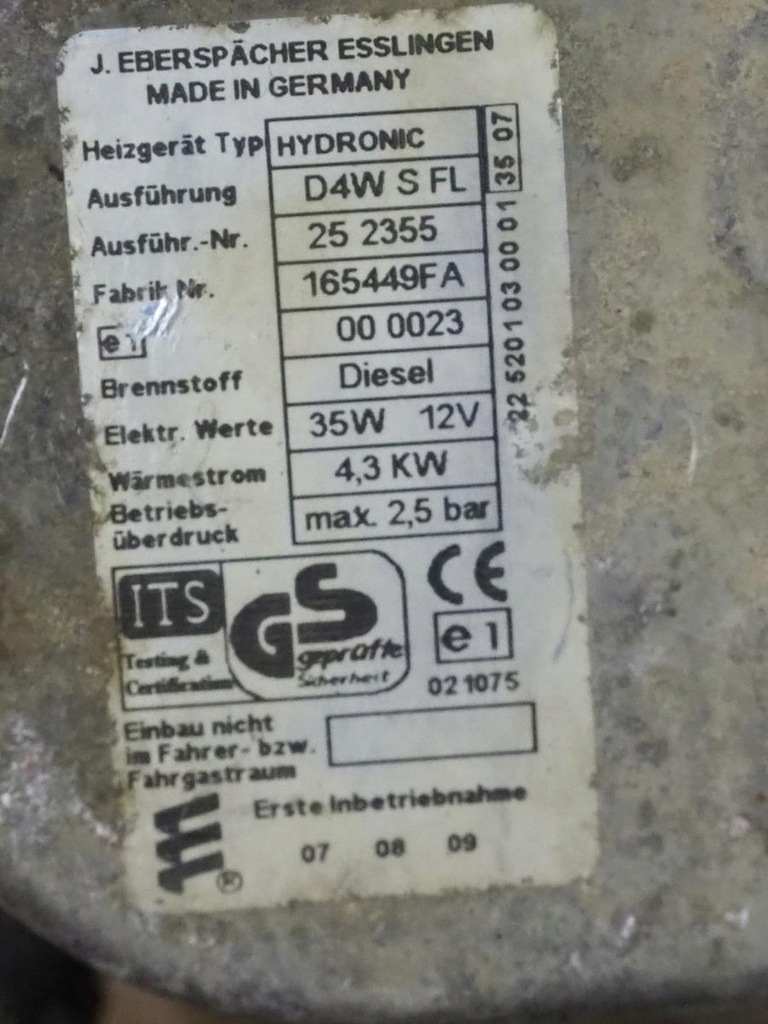 J. EBERSPÄCHER ESSLINGEN
MADE IN GERMANY
Heizgerät Typ HYDRONIC
Ausführung D4W S FL
Ausführ.-Nr. 25 2355
Fabrik Nr. 165449FA
e1 00 0023
Brennstoff Diesel
Elektr. Werte 35W 12V
Wärmestrom 4,3 KW
Betriebs-
überdruck max. 2,5 bar
22 5201 03 00 01 35 07
ITS
Testing &
Certification
GS
geprüfte
Sicherheit
CE
e1
021075
Einbau nicht
im Fahrer- bzw.
Fahrgastraum
Erste Inbetriebnahme
07 08 09
®